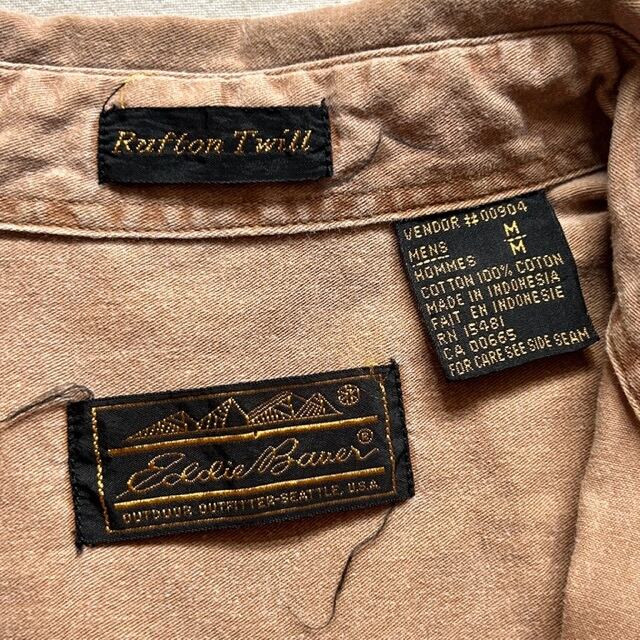 Rufton Twill
VENDOR #00904
MENS M
HOMMES M
COTTON 100% COTON
MADE IN INDONESIA
FAIT EN INDONESIE
RN 15481
CA 00665
FOR CARE SEE SIDE SEAM
Eddie Bauer®
OUTDOOR OUTFITTER-SEATTLE, U.S.A